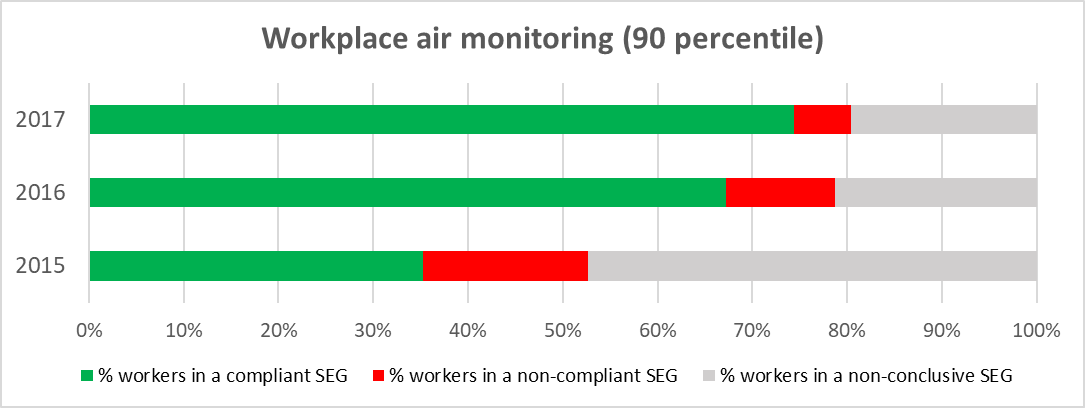 Workplace air monitoring (90 percentile)
2017
2016
2015
0% 10% 20% 30% 40% 50% 60% 70% 80% 90% 100%
% workers in a compliant SEG % workers in a non-compliant SEG % workers in a non-conclusive SEG